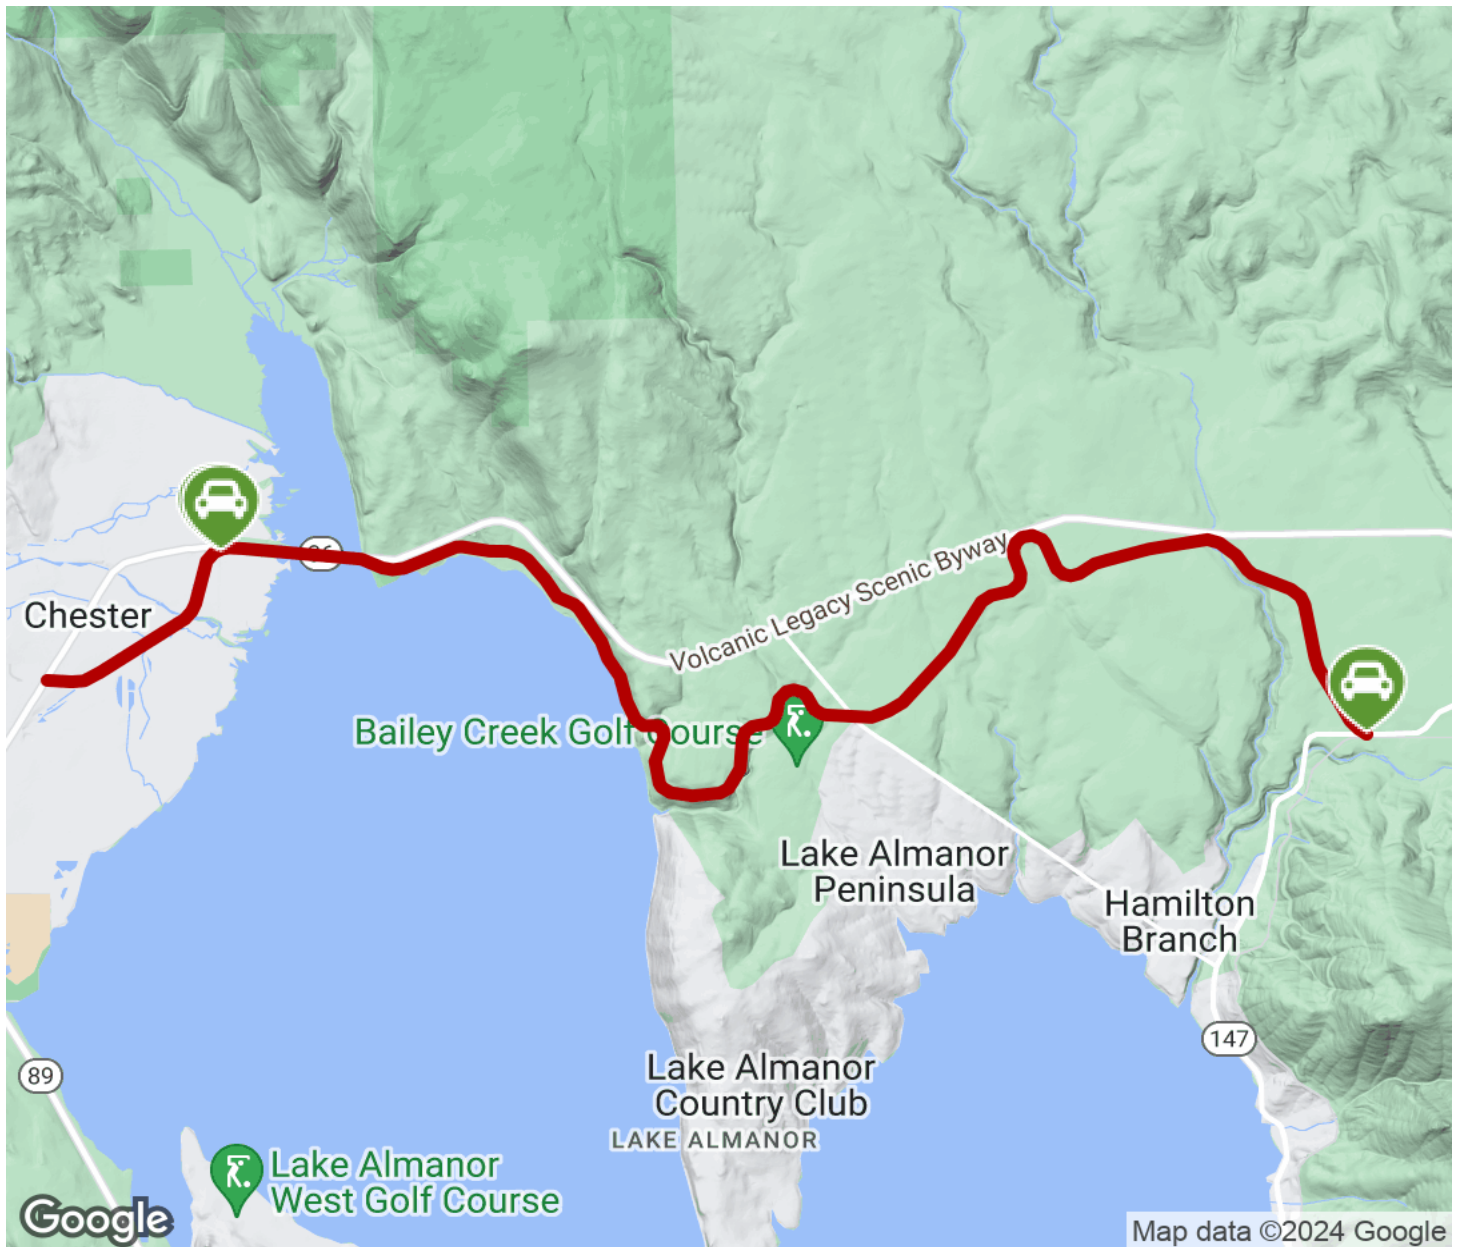 36
Chester
Volcanic Legacy Scenic Byway
Bailey Creek Golf Course
Lake Almanor
Peninsula
Hamilton
Branch
147
Lake Almanor
Country Club
LAKE ALMANOR
89
Lake Almanor
West Golf Course
Google
Map data ©2024 Google